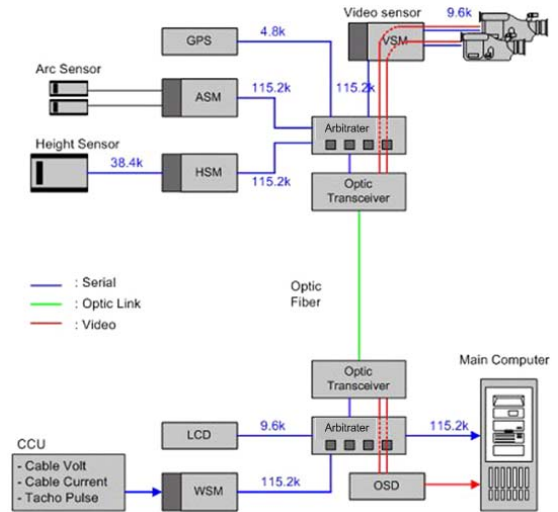 Video sensor
9.6k
GPS
4.8k
VSM
Arc Sensor
ASM
115.2k
115.2k
Arbitrater
Height Sensor
38.4k
HSM
115.2k
Optic
Transceiver
: Serial
: Optic Link
: Video
Optic
Fiber
Optic
Transceiver
Main Computer
LCD
9.6k
Arbitrater
115.2k
CCU
- Cable Volt
- Cable Current
- Tacho Pulse
WSM
115.2k
OSD